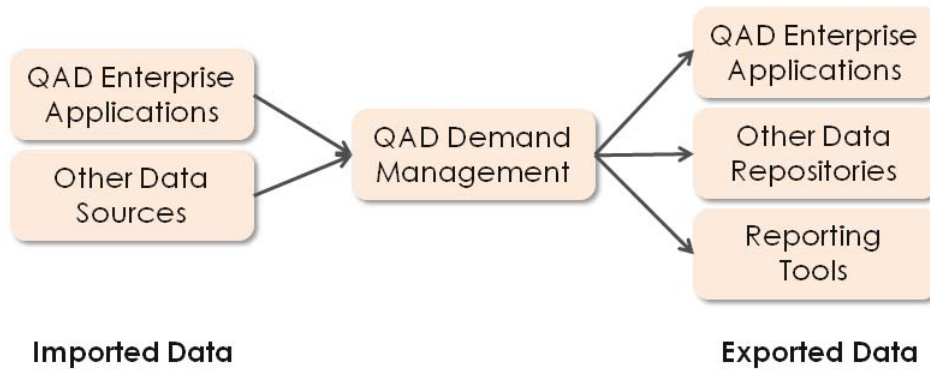 QAD Enterprise
Applications
Other Data
Sources
QAD Demand
Management
QAD Enterprise
Applications
Other Data
Repositories
Reporting
Tools
Imported Data
Exported Data